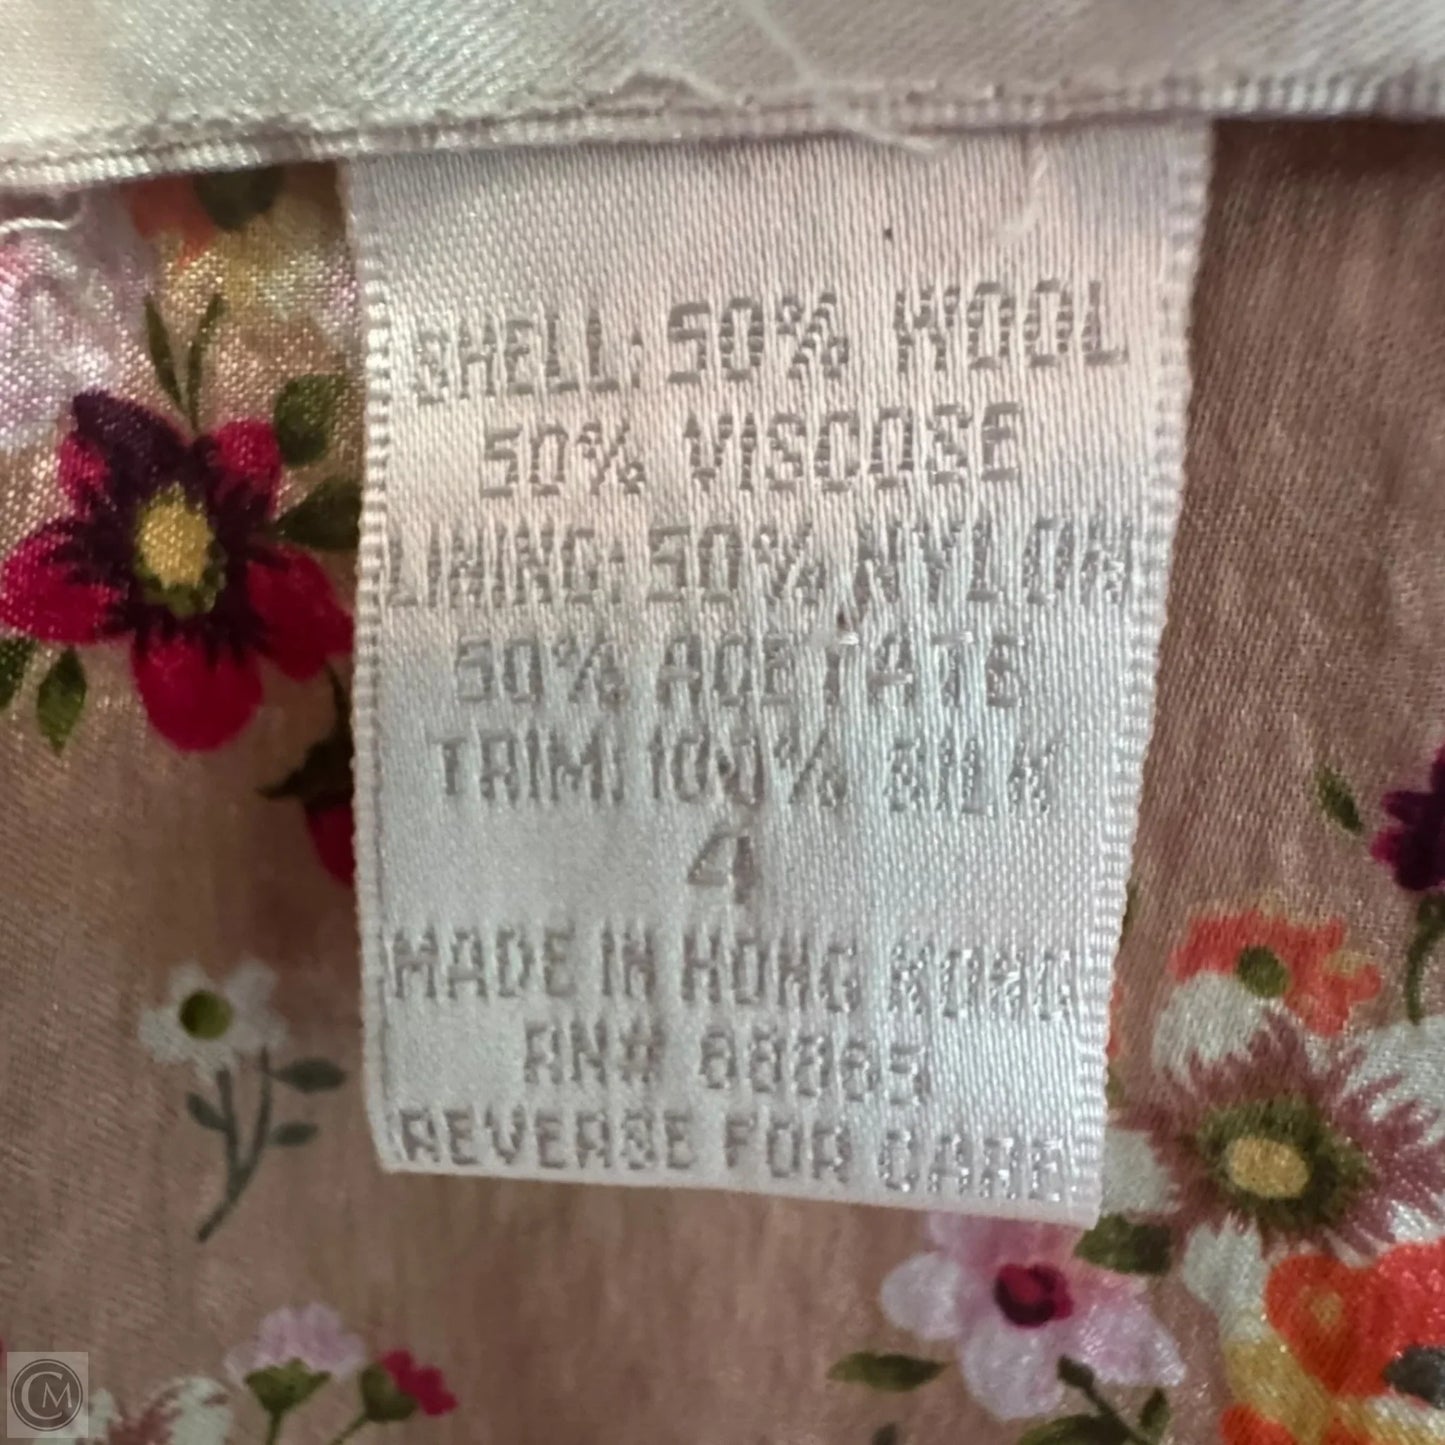 SHELL: 50% WOOL
50% VISCOSE
LINING: 50% NYLON
50% ACETATE
TRIM: 100% SILK
4
MADE IN HONG KONG
RN#
REVERSE FOR CARE
CM